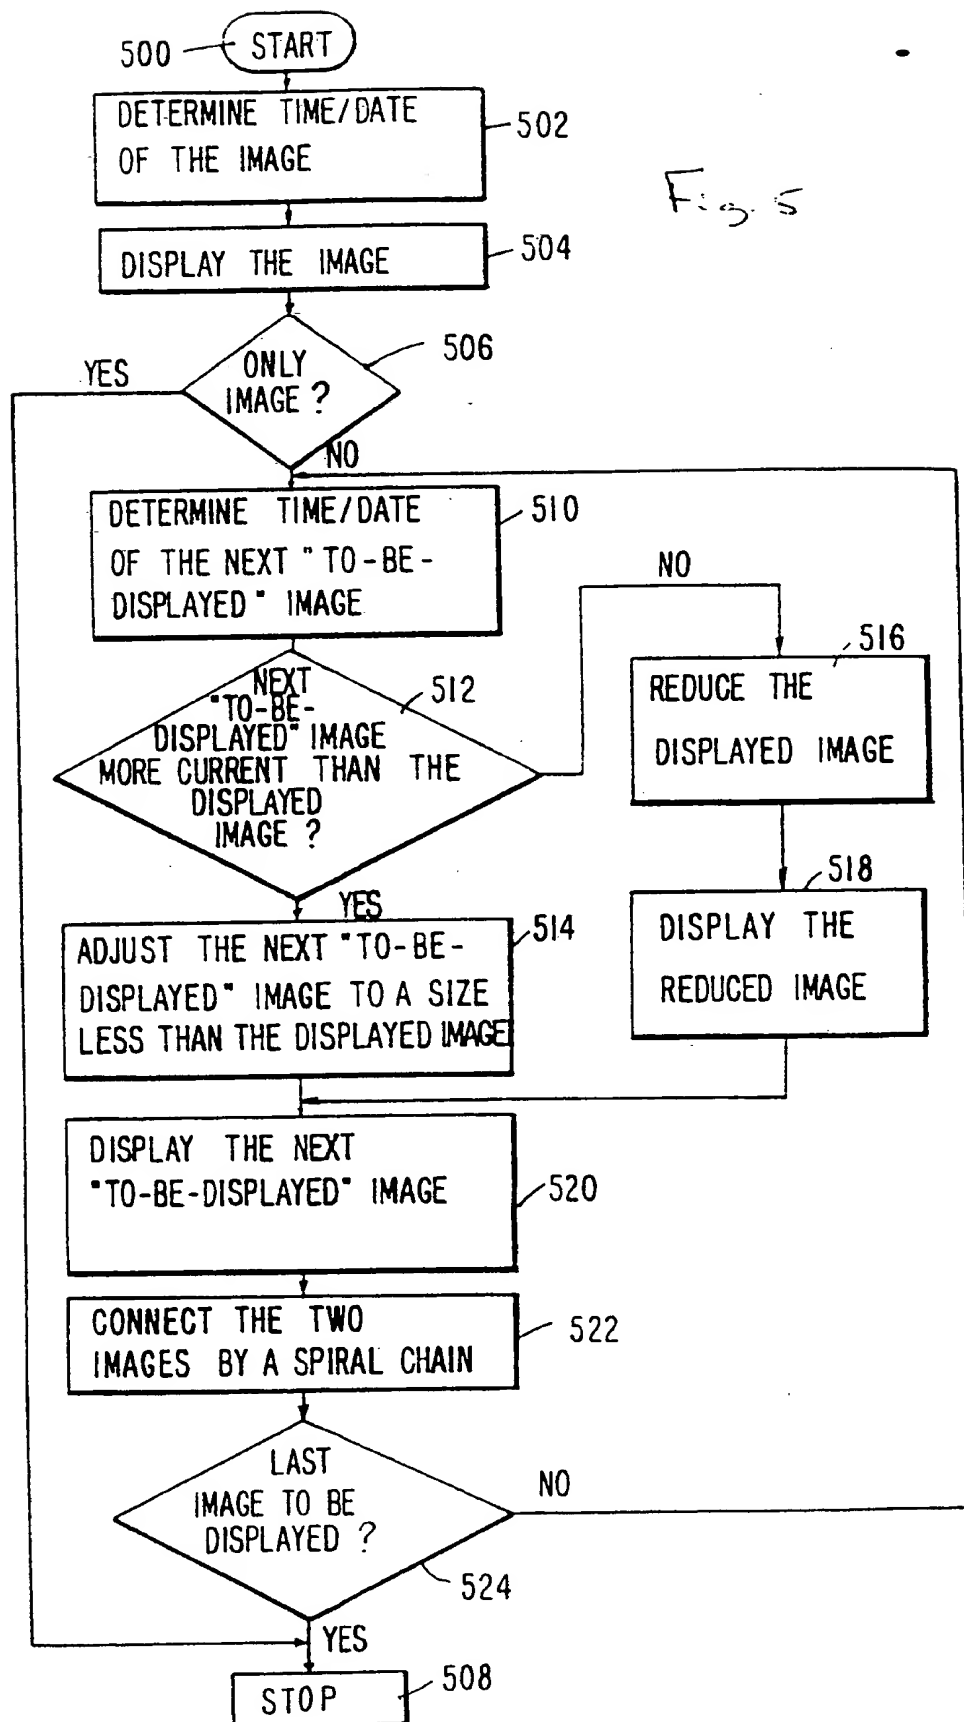 500
START
DETERMINE TIME/DATE
OF THE IMAGE
502
Fig. 5
DISPLAY THE IMAGE
504
ONLY
IMAGE ?
506
YES
NO
DETERMINE TIME/DATE
OF THE NEXT "TO-BE-
DISPLAYED" IMAGE
510
NEXT
"TO-BE-
DISPLAYED" IMAGE
MORE CURRENT THAN THE
DISPLAYED
IMAGE ?
512
NO
516
REDUCE THE
DISPLAYED IMAGE
518
DISPLAY THE
REDUCED IMAGE
YES
ADJUST THE NEXT "TO-BE-
DISPLAYED" IMAGE TO A SIZE
LESS THAN THE DISPLAYED IMAGE
514
DISPLAY THE NEXT
"TO-BE-DISPLAYED" IMAGE
520
CONNECT THE TWO
IMAGES BY A SPIRAL CHAIN
522
LAST
IMAGE TO BE
DISPLAYED ?
NO
524
YES
STOP
508